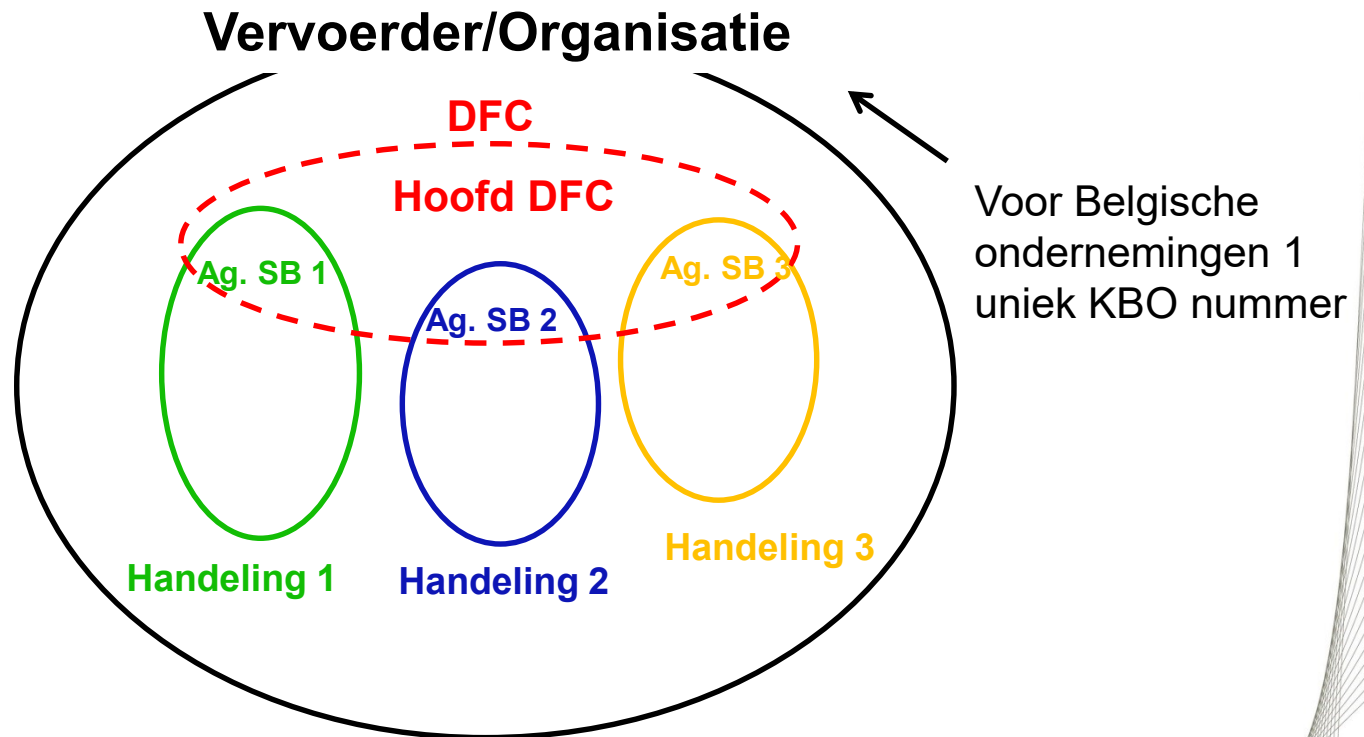 Vervoerder/Organisatie
DFC
Hoofd DFC
Ag. SB 1
Ag. SB 2
Ag. SB 3
Handeling 1
Handeling 2
Handeling 3
Voor Belgische
ondernemingen 1
uniek KBO nummer